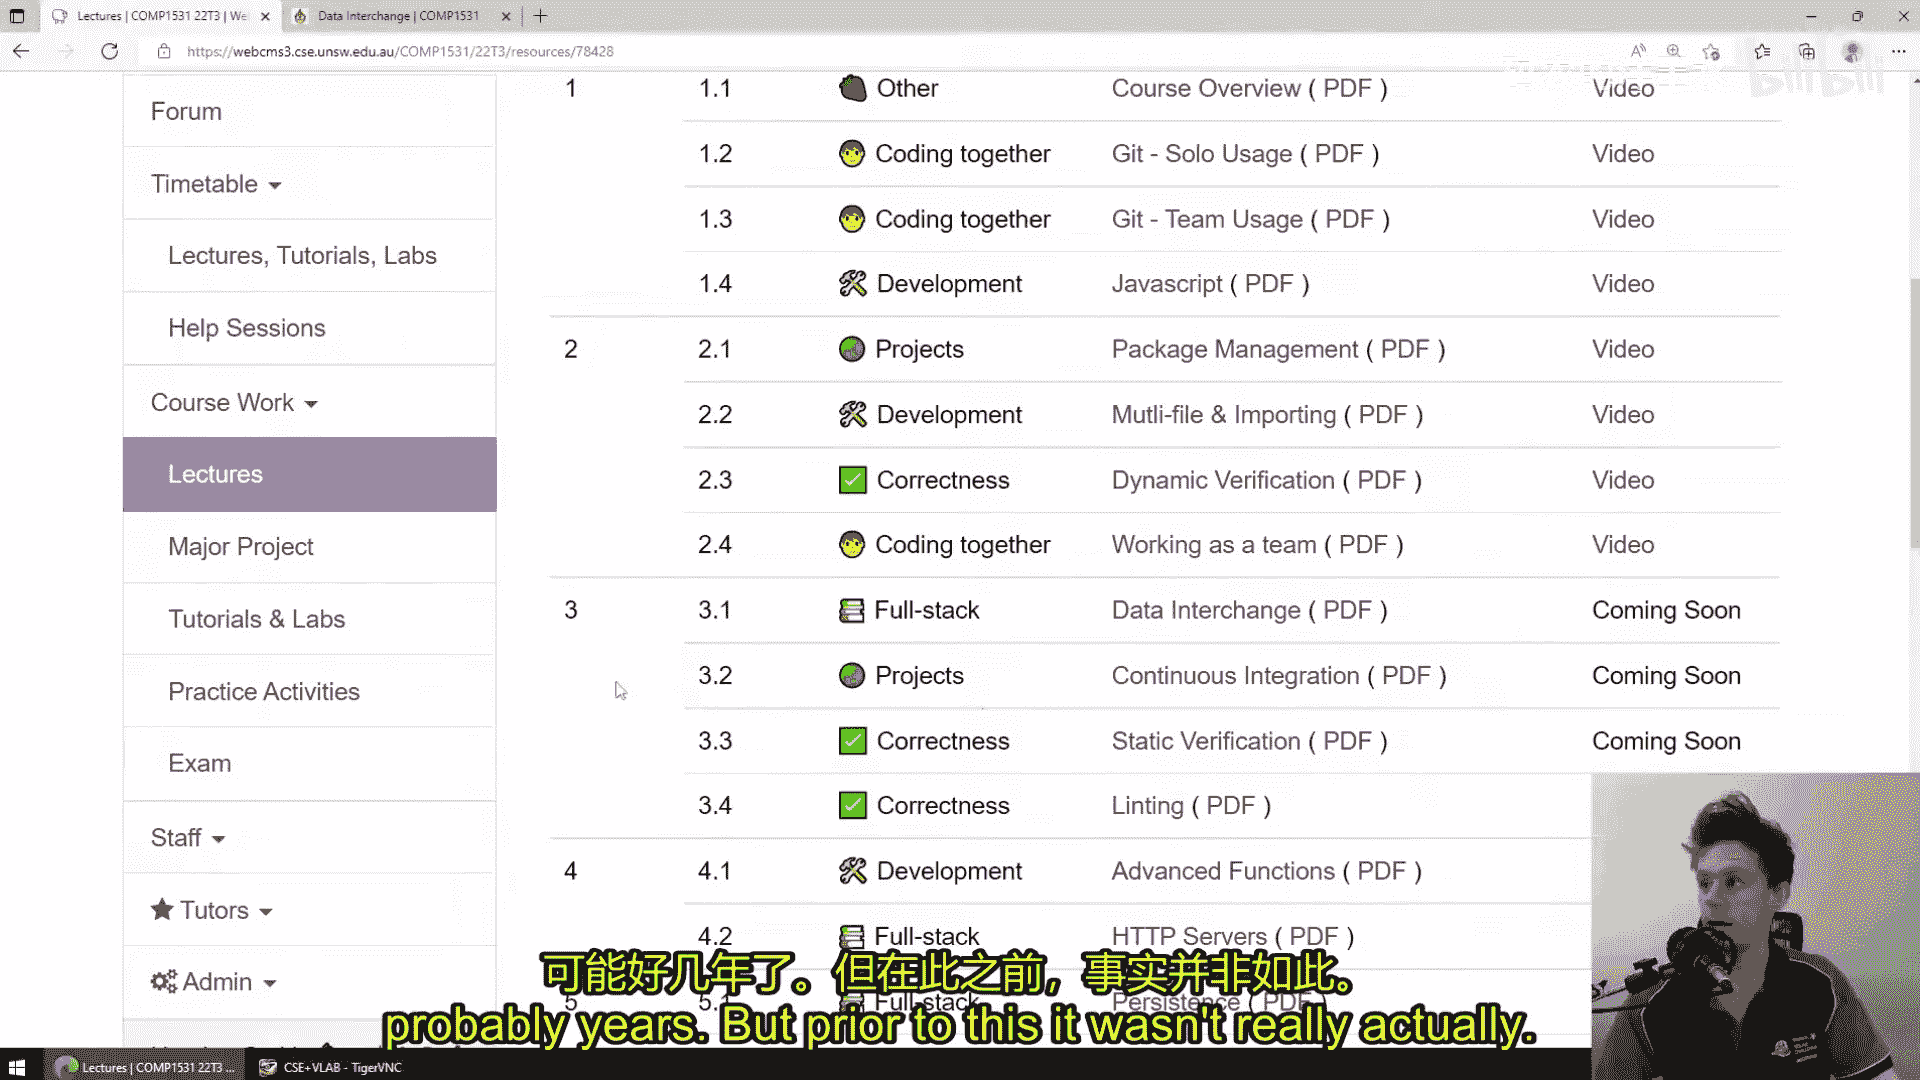 Lectures | COMP1531 22T3 | We
Data Interchange | COMP1531
https://webcms3.cse.unsw.edu.au/COMP1531/22T3/resources/78428
Forum
Timetable
Lectures, Tutorials, Labs
Help Sessions
Course Work
Lectures
Major Project
Tutorials & Labs
Practice Activities
Exam
Staff
Tutors
Admin
1 1.1 Other Course Overview ( PDF ) Video
1.2 Coding together Git - Solo Usage ( PDF ) Video
1.3 Coding together Git - Team Usage ( PDF ) Video
1.4 Development Javascript ( PDF ) Video
2 2.1 Projects Package Management ( PDF ) Video
2.2 Development Mutli-file & Importing ( PDF ) Video
2.3 Correctness Dynamic Verification ( PDF ) Video
2.4 Coding together Working as a team ( PDF ) Video
3 3.1 Full-stack Data Interchange ( PDF ) Coming Soon
3.2 Projects Continuous Integration ( PDF ) Coming Soon
3.3 Correctness Static Verification ( PDF ) Coming Soon
3.4 Correctness Linting ( PDF )
4 4.1 Development Advanced Functions ( PDF )
4.2 Full-stack HTTP Servers ( PDF )
5 5.1 Full-stack Persistence ( PDF )
可能好几年了。但在此之前，事实并非如此。
probably years. But prior to this it wasn't really actually.
Lectures | COMP1531 22T3 ...
CSE+VLAB - TigerVNC
bilibili